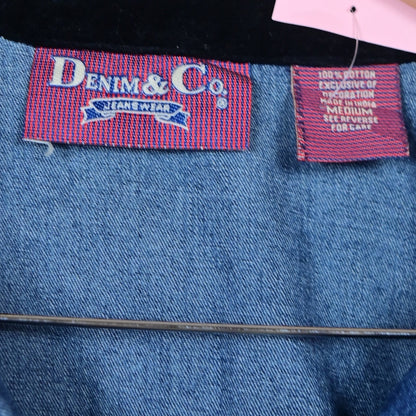 DENIM & CO.®
JEANSWEAR
100% COTTON
EXCLUSIVE OF
DECORATION
MADE IN INDIA
MEDIUM
SEE REVERSE
FOR CARE